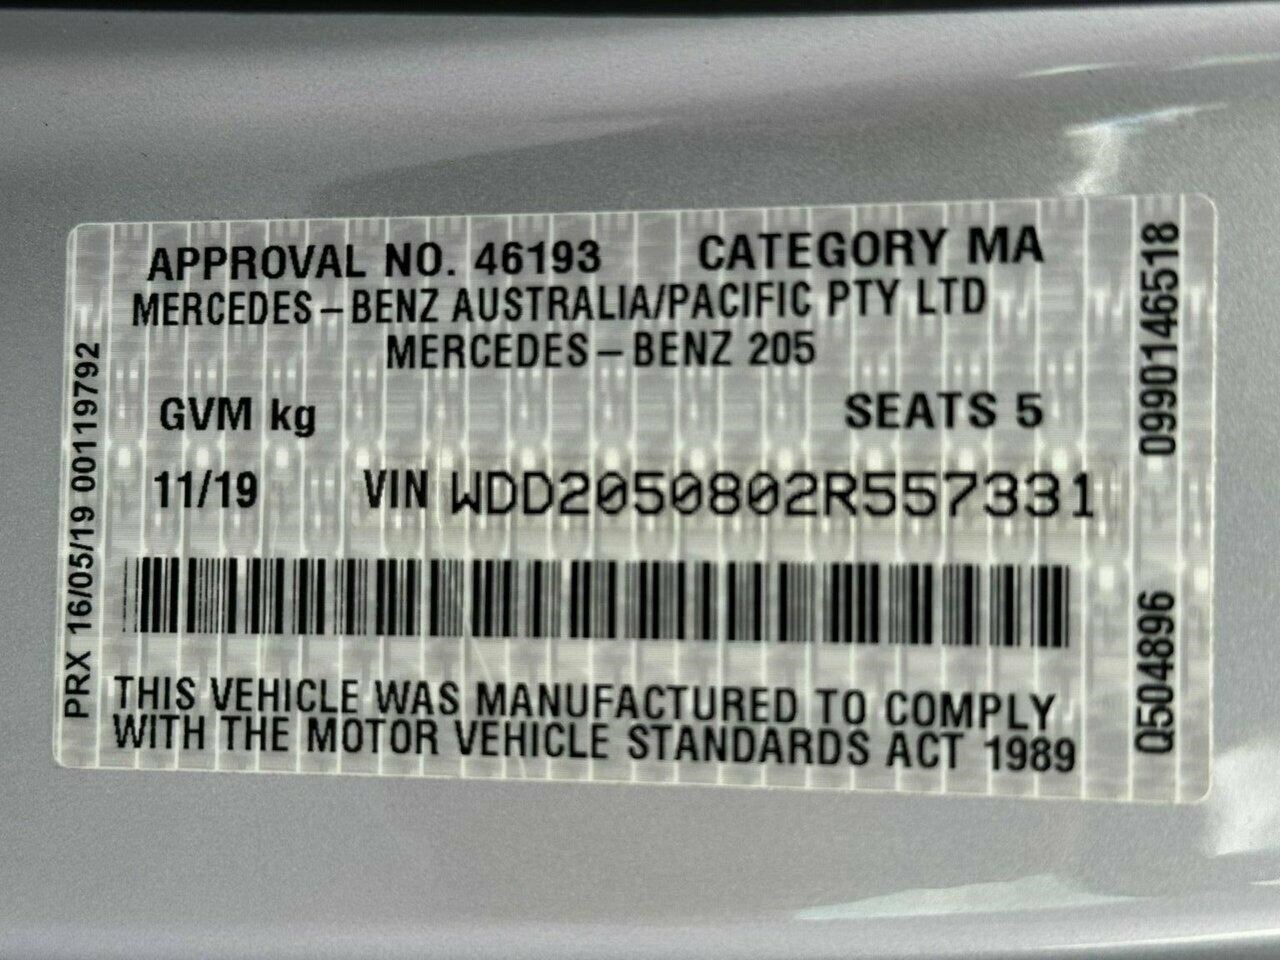 APPROVAL NO. 46193 CATEGORY MA
MERCEDES-BENZ AUSTRALIA/PACIFIC PTY LTD
MERCEDES-BENZ 205
GVM kg SEATS 5
11/19 VIN WDD2050802R557331
THIS VEHICLE WAS MANUFACTURED TO COMPLY
WITH THE MOTOR VEHICLE STANDARDS ACT 1989
PRX 16/05/19 00119792
Q504896 0990146518